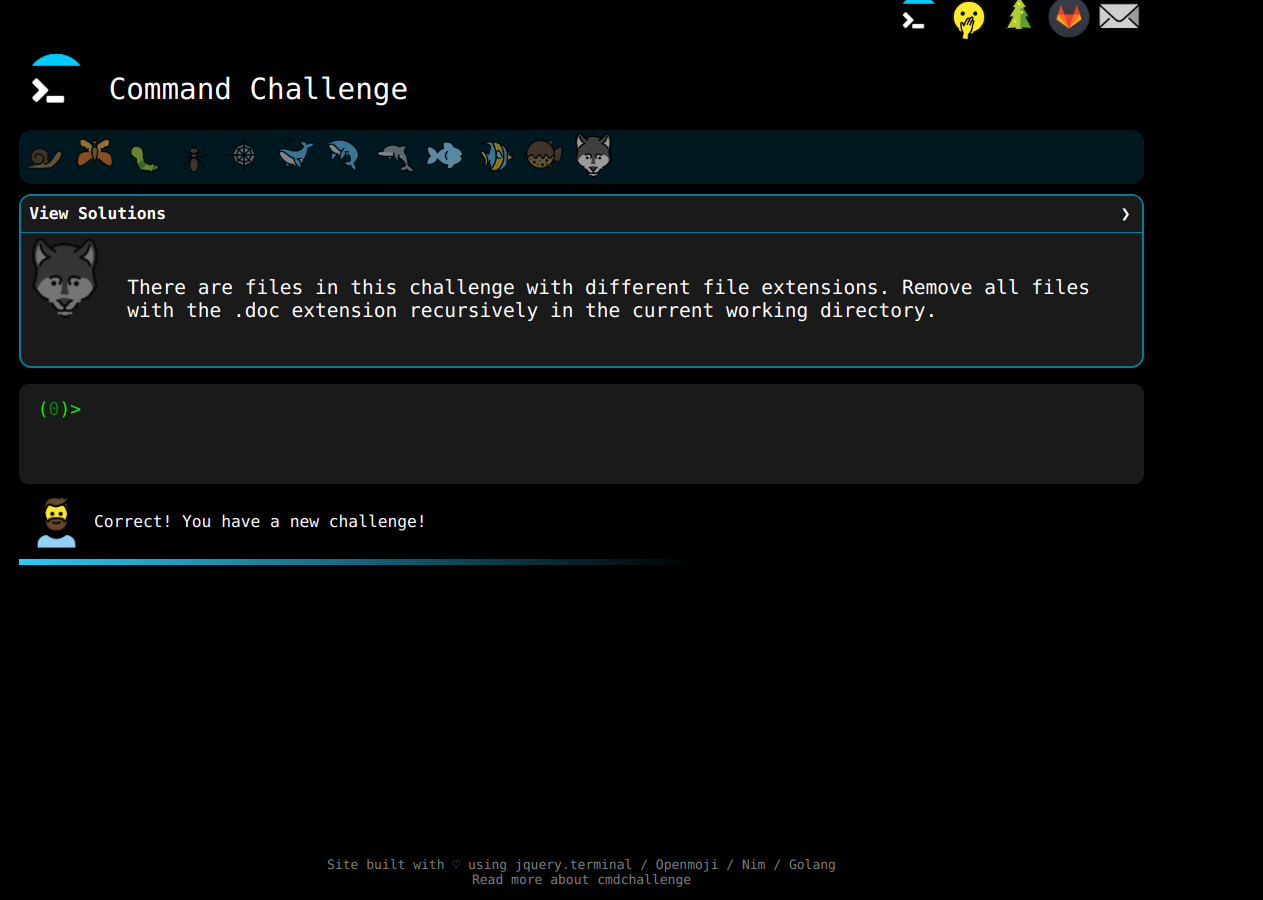 Command Challenge
View Solutions ❯
There are files in this challenge with different file extensions. Remove all files
with the .doc extension recursively in the current working directory.
(0)>
Correct! You have a new challenge!
Site built with ♡ using jquery.terminal / Openmoji / Nim / Golang
Read more about cmdchallenge